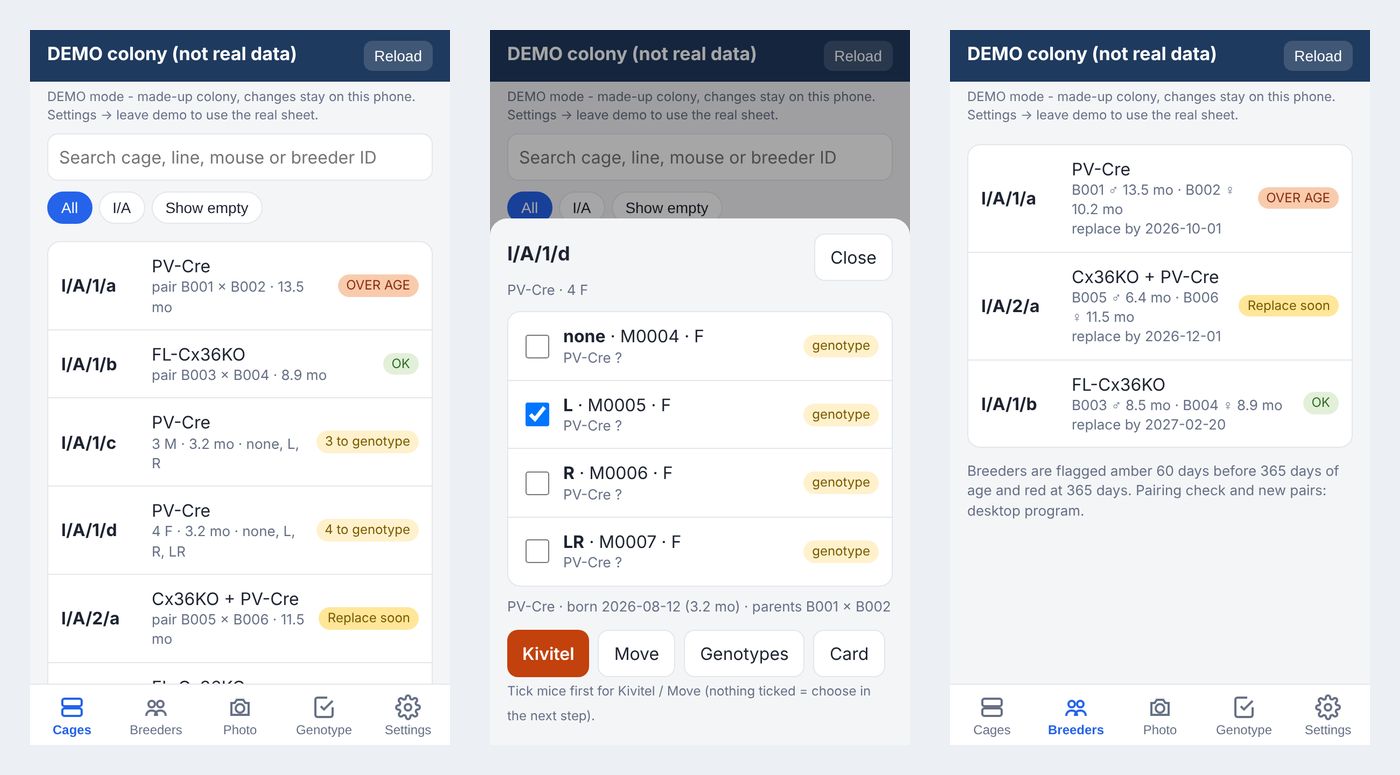 DEMO colony (not real data)
Reload
DEMO mode - made-up colony, changes stay on this phone.
Settings → leave demo to use the real sheet.
Search cage, line, mouse or breeder ID
All
I/A
Show empty
I/A/1/a
PV-Cre
pair B001 × B002 · 13.5
mo
OVER AGE
I/A/1/b
FL-Cx36KO
pair B003 × B004 · 8.9 mo
OK
I/A/1/c
PV-Cre
3 M · 3.2 mo · none, L,
R
3 to genotype
I/A/1/d
PV-Cre
4 F · 3.2 mo · none, L,
R, LR
4 to genotype
I/A/2/a
Cx36KO + PV-Cre
pair B005 × B006 · 11.5
mo
Replace soon
Cages
Breeders
Photo
Genotype
Settings
DEMO colony (not real data)
Reload
DEMO mode - made-up colony, changes stay on this phone.
Settings → leave demo to use the real sheet.
Search cage, line, mouse or breeder ID
All
I/A
Show empty
I/A/1/d
Close
PV-Cre · 4 F
none · M0004 · F
PV-Cre ?
genotype
L · M0005 · F
PV-Cre ?
genotype
R · M0006 · F
PV-Cre ?
genotype
LR · M0007 · F
PV-Cre ?
genotype
PV-Cre · born 2026-08-12 (3.2 mo) · parents B001 × B002
Kivitel
Move
Genotypes
Card
Tick mice first for Kivitel / Move (nothing ticked = choose in
the next step).
DEMO colony (not real data)
Reload
DEMO mode - made-up colony, changes stay on this phone.
Settings → leave demo to use the real sheet.
I/A/1/a
PV-Cre
B001 ♂ 13.5 mo · B002 ♀
10.2 mo
replace by 2026-10-01
OVER AGE
I/A/2/a
Cx36KO + PV-Cre
B005 ♂ 6.4 mo · B006
♀ 11.5 mo
replace by 2026-12-01
Replace soon
I/A/1/b
FL-Cx36KO
B003 ♂ 8.5 mo · B004 ♀ 8.9 mo
replace by 2027-02-20
OK
Breeders are flagged amber 60 days before 365 days of
age and red at 365 days. Pairing check and new pairs:
desktop program.
Cages
Breeders
Photo
Genotype
Settings